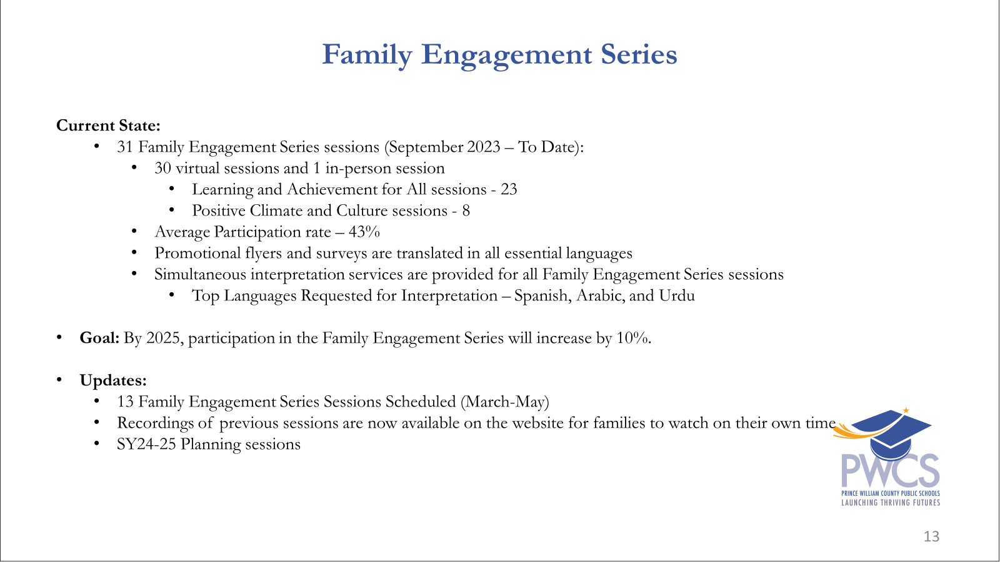 Family Engagement Series
Current State:
• 31 Family Engagement Series sessions (September 2023 – To Date):
• 30 virtual sessions and 1 in-person session
• Learning and Achievement for All sessions - 23
• Positive Climate and Culture sessions - 8
• Average Participation rate – 43%
• Promotional flyers and surveys are translated in all essential languages
• Simultaneous interpretation services are provided for all Family Engagement Series sessions
• Top Languages Requested for Interpretation – Spanish, Arabic, and Urdu
• Goal: By 2025, participation in the Family Engagement Series will increase by 10%.
• Updates:
• 13 Family Engagement Series Sessions Scheduled (March-May)
• Recordings of previous sessions are now available on the website for families to watch on their own time
• SY24-25 Planning sessions
PWCS
PRINCE WILLIAM COUNTY PUBLIC SCHOOLS
LAUNCHING THRIVING FUTURES
13